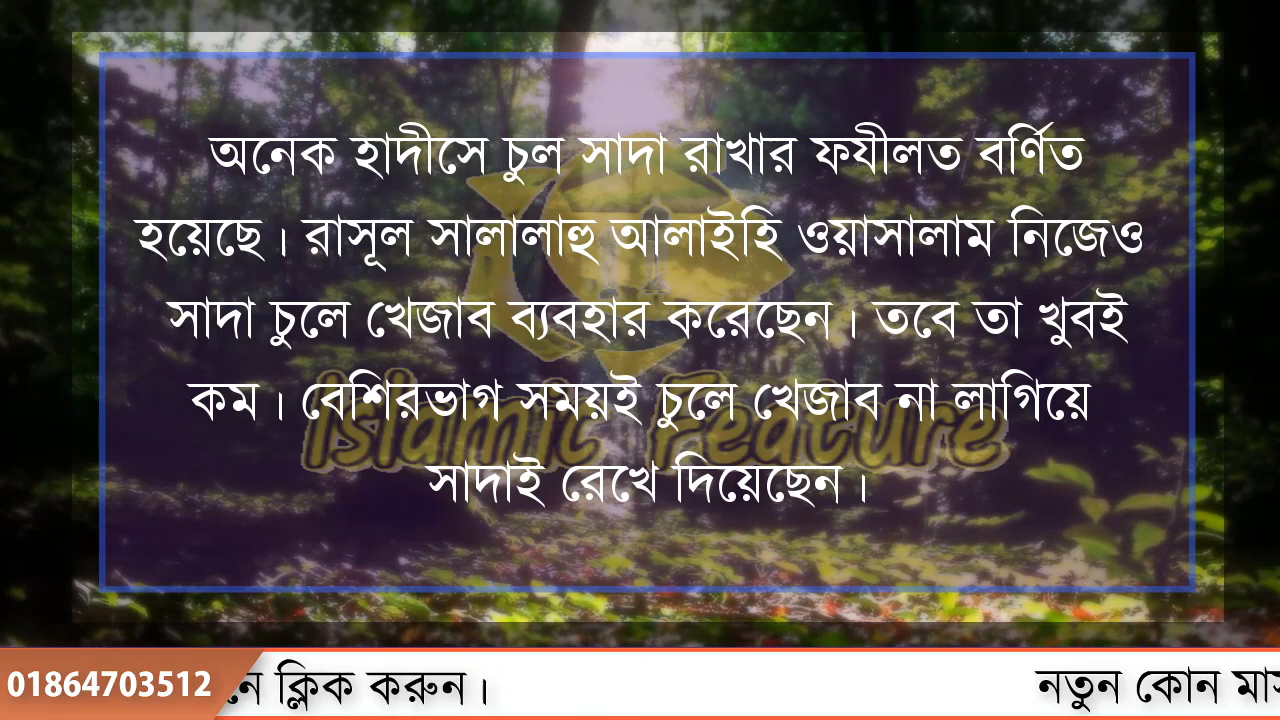 অনেক হাদীসে চুল সাদা রাখার ফযীলত বর্ণিত
হয়েছে। রাসূল সালালাহু আলাইহি ওয়াসালাম নিজেও
সাদা চুলে খেজাব ব্যবহার করেছেন। তবে তা খুবই
কম। বেশিরভাগ সময়ই চুলে খেজাব না লাগিয়ে
সাদাই রেখে দিয়েছেন।
Islamic Feature
01864703512 ক্লিক করুন। নতুন কোন